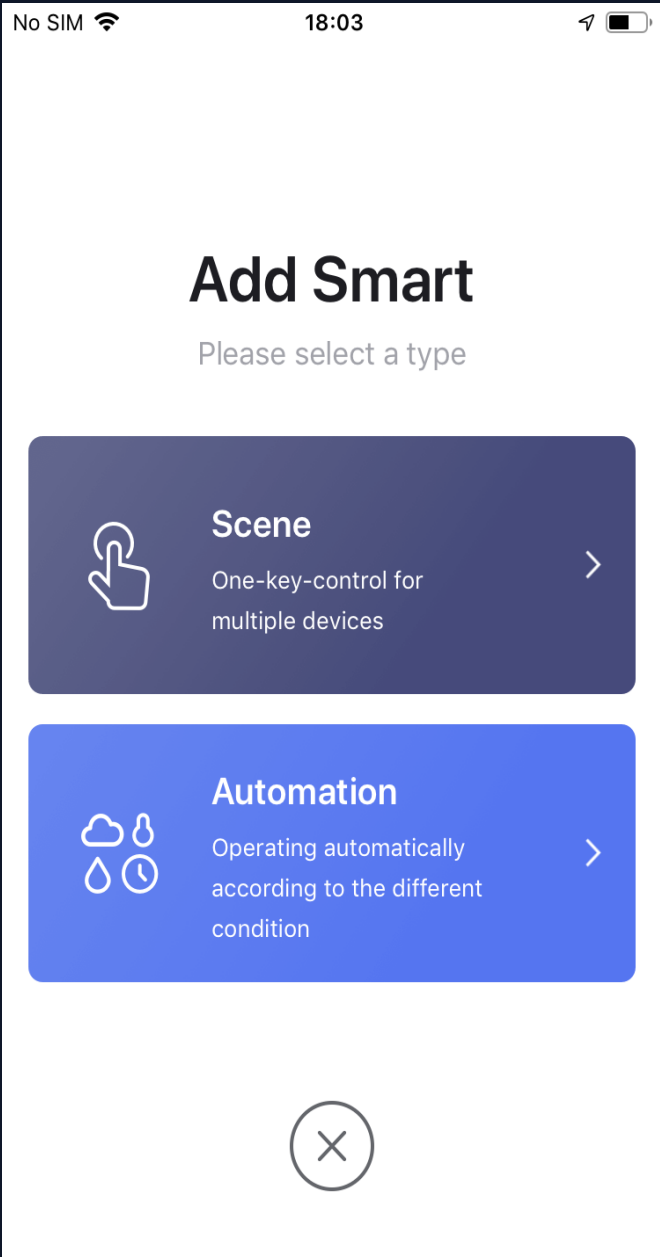 No SIM 18:03
Add Smart
Please select a type
Scene
One-key-control for
multiple devices
Automation
Operating automatically
according to the different
condition